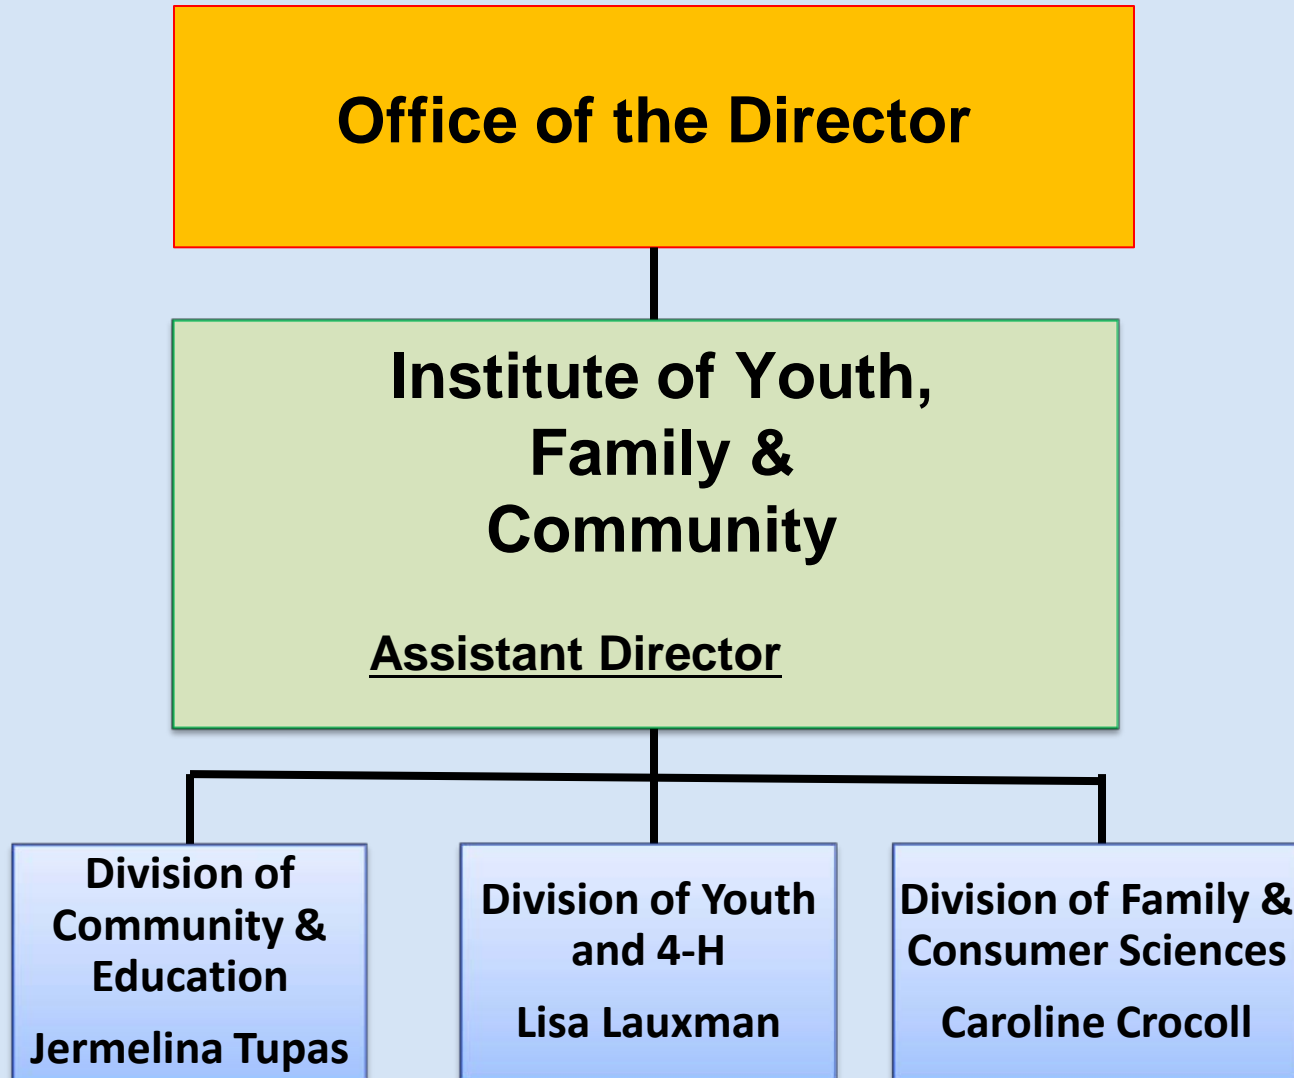 Office of the Director
Institute of Youth,
Family &
Community
Assistant Director
Division of
Community &
Education
Jermelina Tupas
Division of Youth
and 4-H
Lisa Lauxman
Division of Family &
Consumer Sciences
Caroline Crocoll